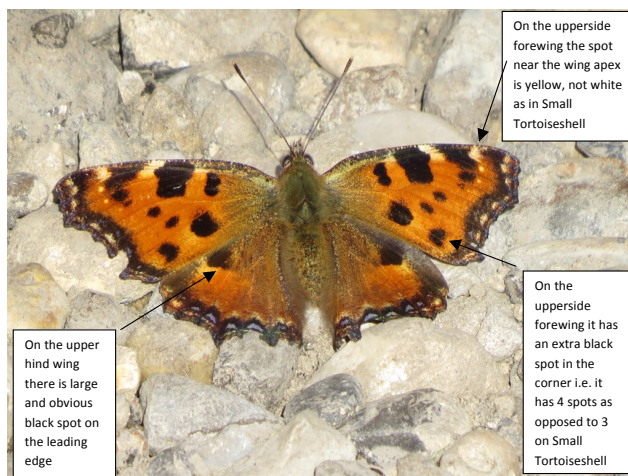 On the upperside
forewing the spot
near the wing apex
is yellow, not white
as in Small
Tortoiseshell
On the
upperside
forewing it has
an extra black
spot in the
corner i.e. it
has 4 spots as
opposed to 3
on Small
Tortoiseshell
On the upper
hind wing
there is large
and obvious
black spot on
the leading
edge